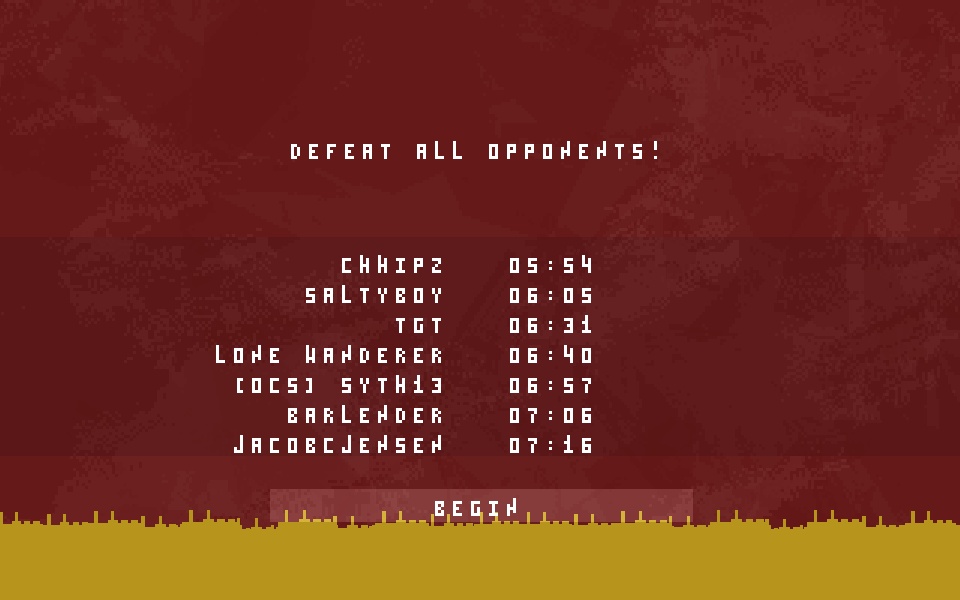 DEFEAT ALL OPPONENTS!
CHHIPZ 05:54
SALTYBOY 06:05
TGT 06:31
LONE WANDERER 06:40
[OCS] SYTH13 06:57
BARLENDER 07:06
JACOBCJENSEN 07:16
BEGIN